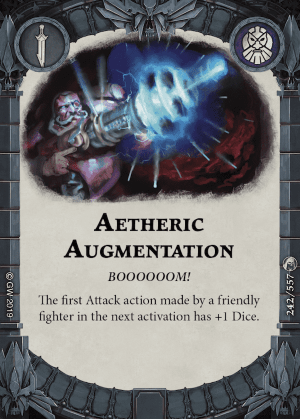 AETHERIC
AUGMENTATION
BOOOOOOM!
The first Attack action made by a friendly
fighter in the next activation has +1 Dice.
© GW 2019
242/557